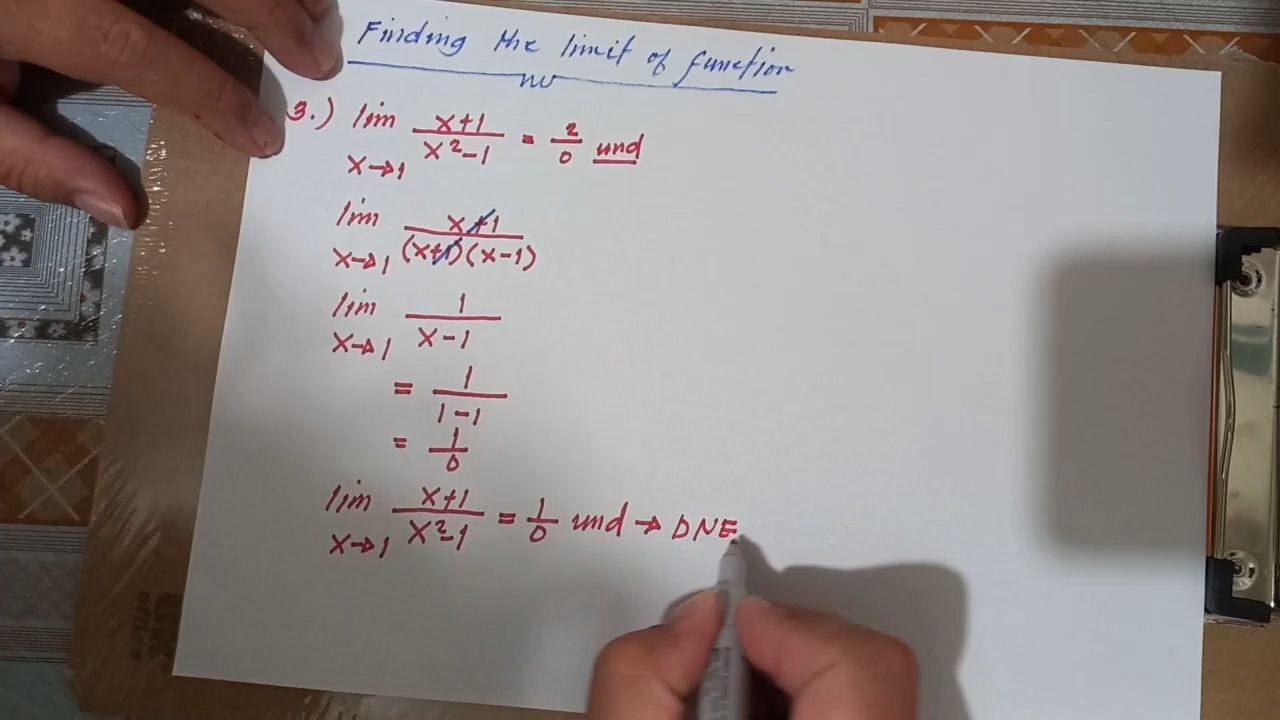 Finding the limit of function
3.) lim x→1 x+1 / x²-1 = 2/0 und
lim x→1 x+1 / (x+1)(x-1)
lim x→1 1 / x-1
= 1 / 1-1
= 1/0
lim x→1 x+1 / x²-1 = 1/0 und → DNE